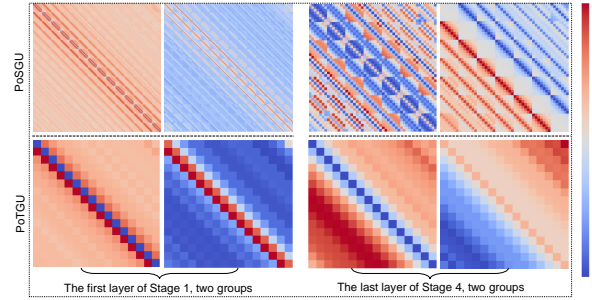 PoSGU
PoTGU
The first layer of Stage 1, two groups
The last layer of Stage 4, two groups